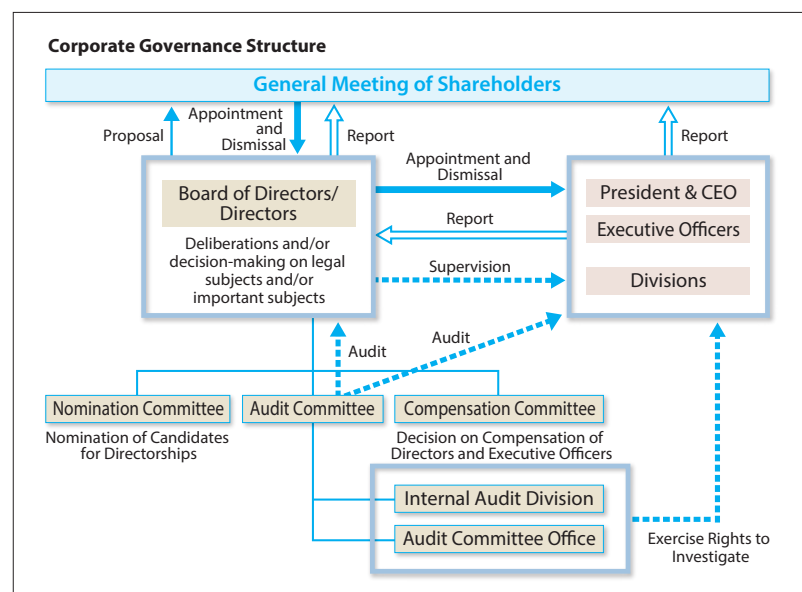 Corporate Governance Structure
General Meeting of Shareholders
Proposal
Appointment
and
Dismissal
Report
Report
Appointment and
Dismissal
Board of Directors/
Directors
Deliberations and/or
decision-making on legal
subjects and/or
important subjects
Report
Supervision
President & CEO
Executive Officers
Divisions
Audit
Audit
Nomination Committee
Audit Committee
Compensation Committee
Nomination of Candidates
for Directorships
Decision on Compensation of
Directors and Executive Officers
Internal Audit Division
Audit Committee Office
Exercise Rights to
Investigate